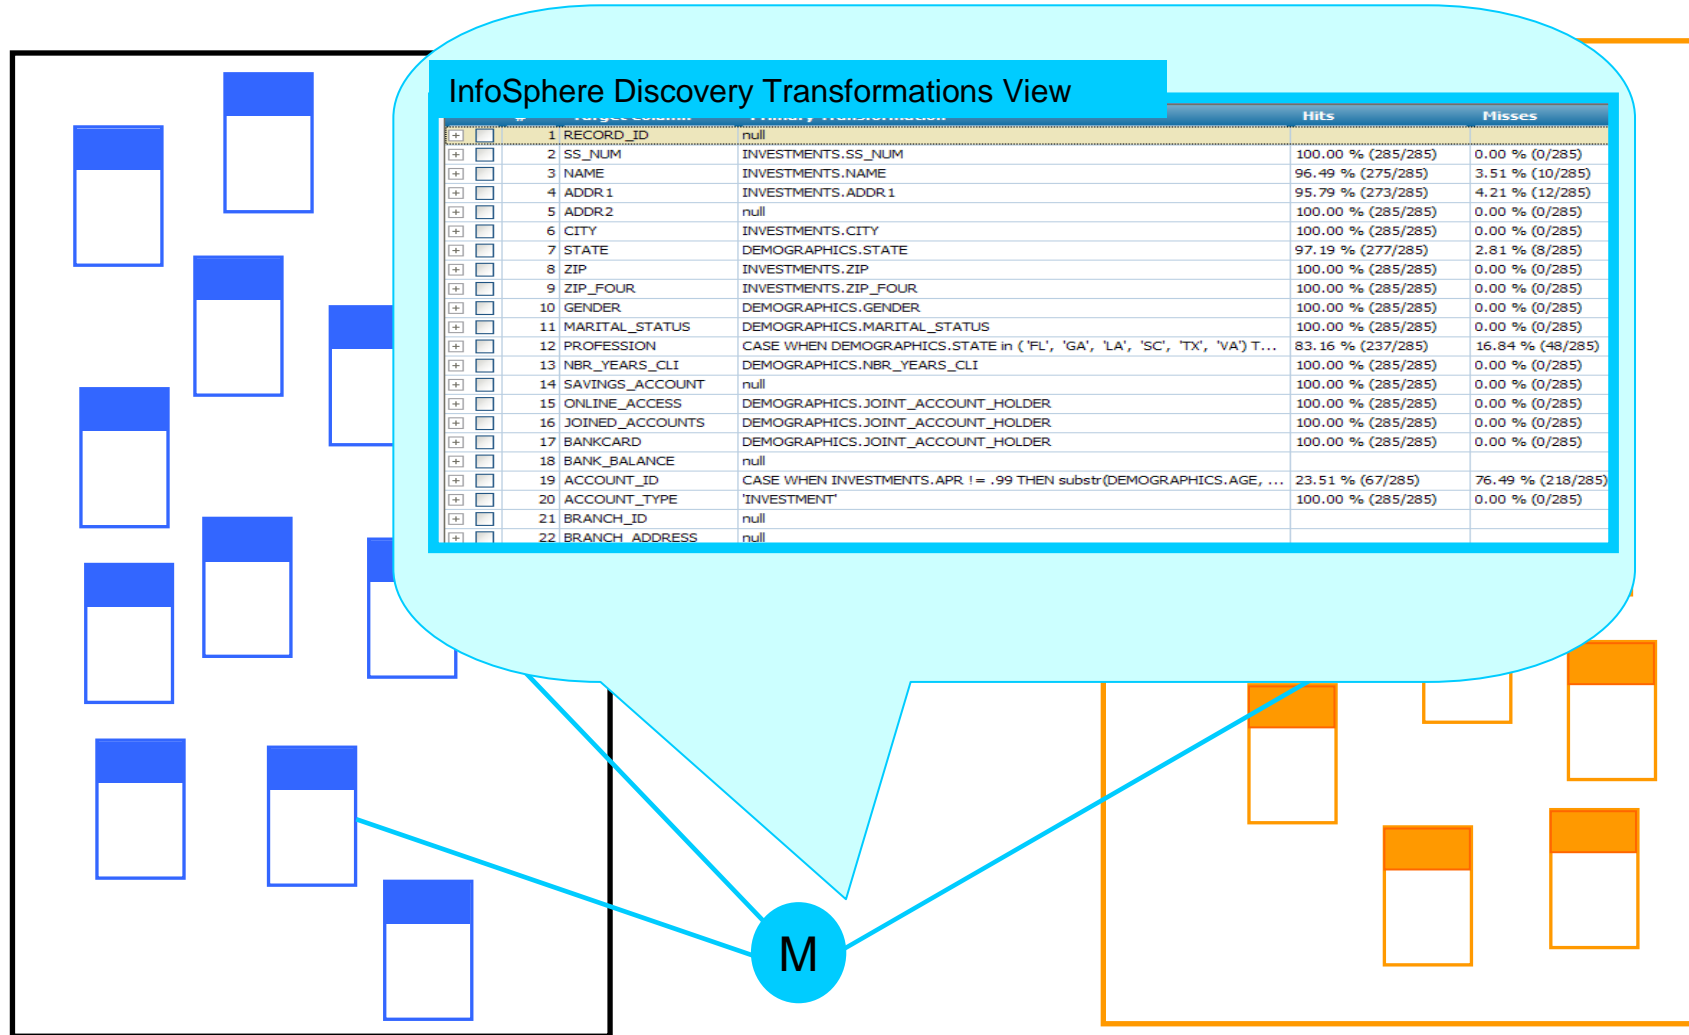 InfoSphere Discovery Transformations View
# Target Column Primary Transformation Hits Misses
1 RECORD_ID null
2 SS_NUM INVESTMENTS.SS_NUM 100.00 % (285/285) 0.00 % (0/285)
3 NAME INVESTMENTS.NAME 96.49 % (275/285) 3.51 % (10/285)
4 ADDR1 INVESTMENTS.ADDR1 95.79 % (273/285) 4.21 % (12/285)
5 ADDR2 null 100.00 % (285/285) 0.00 % (0/285)
6 CITY INVESTMENTS.CITY 100.00 % (285/285) 0.00 % (0/285)
7 STATE DEMOGRAPHICS.STATE 97.19 % (277/285) 2.81 % (8/285)
8 ZIP INVESTMENTS.ZIP 100.00 % (285/285) 0.00 % (0/285)
9 ZIP_FOUR INVESTMENTS.ZIP_FOUR 100.00 % (285/285) 0.00 % (0/285)
10 GENDER DEMOGRAPHICS.GENDER 100.00 % (285/285) 0.00 % (0/285)
11 MARITAL_STATUS DEMOGRAPHICS.MARITAL_STATUS 100.00 % (285/285) 0.00 % (0/285)
12 PROFESSION CASE WHEN DEMOGRAPHICS.STATE in ( 'FL', 'GA', 'LA', 'SC', 'TX', 'VA') T... 83.16 % (237/285) 16.84 % (48/285)
13 NBR_YEARS_CLI DEMOGRAPHICS.NBR_YEARS_CLI 100.00 % (285/285) 0.00 % (0/285)
14 SAVINGS_ACCOUNT null 100.00 % (285/285) 0.00 % (0/285)
15 ONLINE_ACCESS DEMOGRAPHICS.JOINT_ACCOUNT_HOLDER 100.00 % (285/285) 0.00 % (0/285)
16 JOINED_ACCOUNTS DEMOGRAPHICS.JOINT_ACCOUNT_HOLDER 100.00 % (285/285) 0.00 % (0/285)
17 BANKCARD DEMOGRAPHICS.JOINT_ACCOUNT_HOLDER 100.00 % (285/285) 0.00 % (0/285)
18 BANK_BALANCE null
19 ACCOUNT_ID CASE WHEN INVESTMENTS.APR != .99 THEN substr(DEMOGRAPHICS.AGE, ... 23.51 % (67/285) 76.49 % (218/285)
20 ACCOUNT_TYPE 'INVESTMENT' 100.00 % (285/285) 0.00 % (0/285)
21 BRANCH_ID null
22 BRANCH_ADDRESS null
M